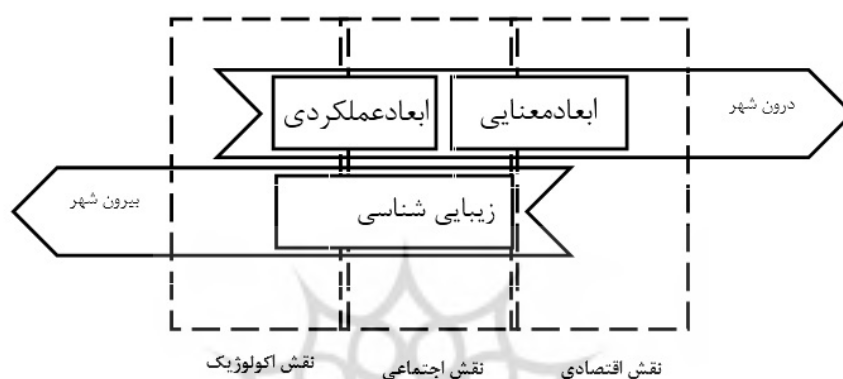 ابعادمعنایی
ابعادعملکردی
درون شهر
زیبایی شناسی
بیرون شهر
نقش اقتصادی
نقش اجتماعی
نقش اکولوژیک